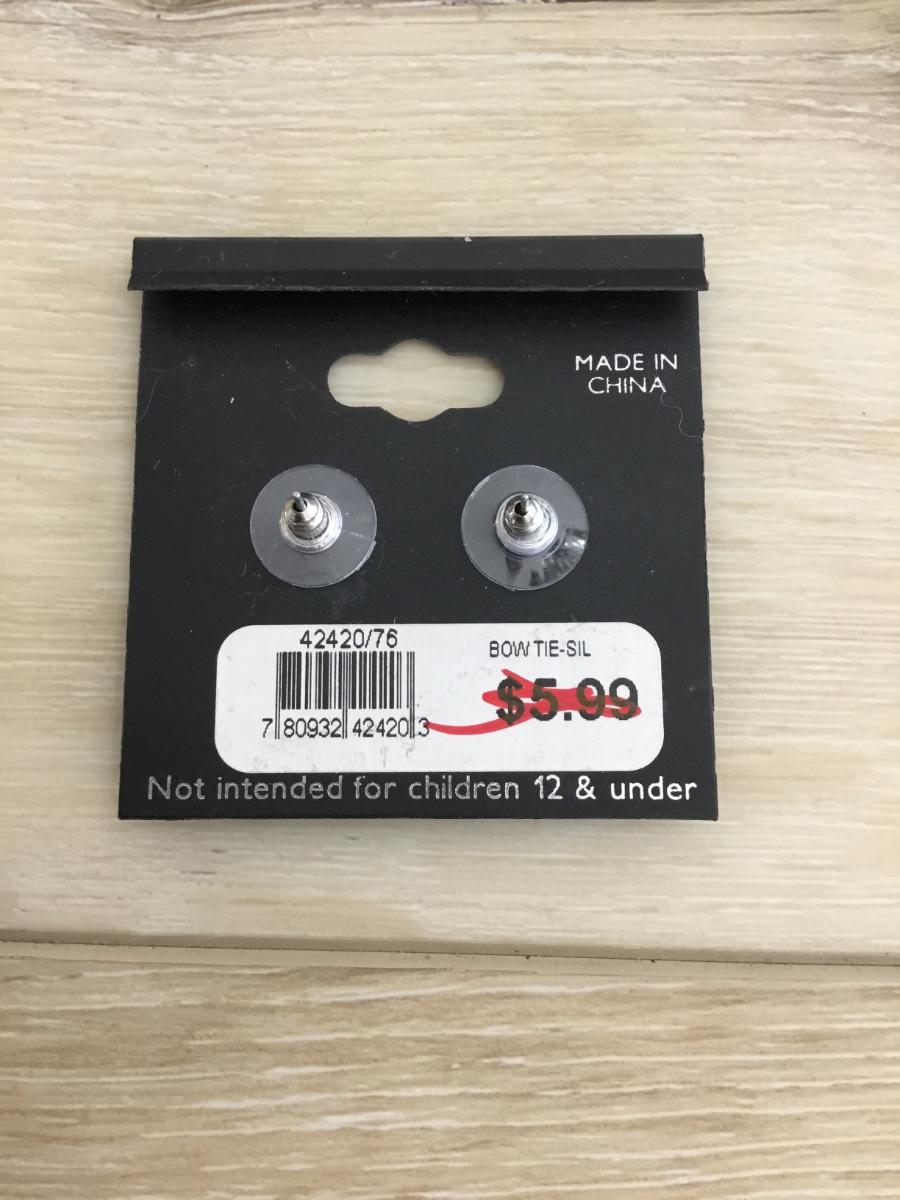 MADE IN
CHINA
42420/76
BOW TIE-SIL
$5.99
7 80932 42420 3
Not intended for children 12 & under